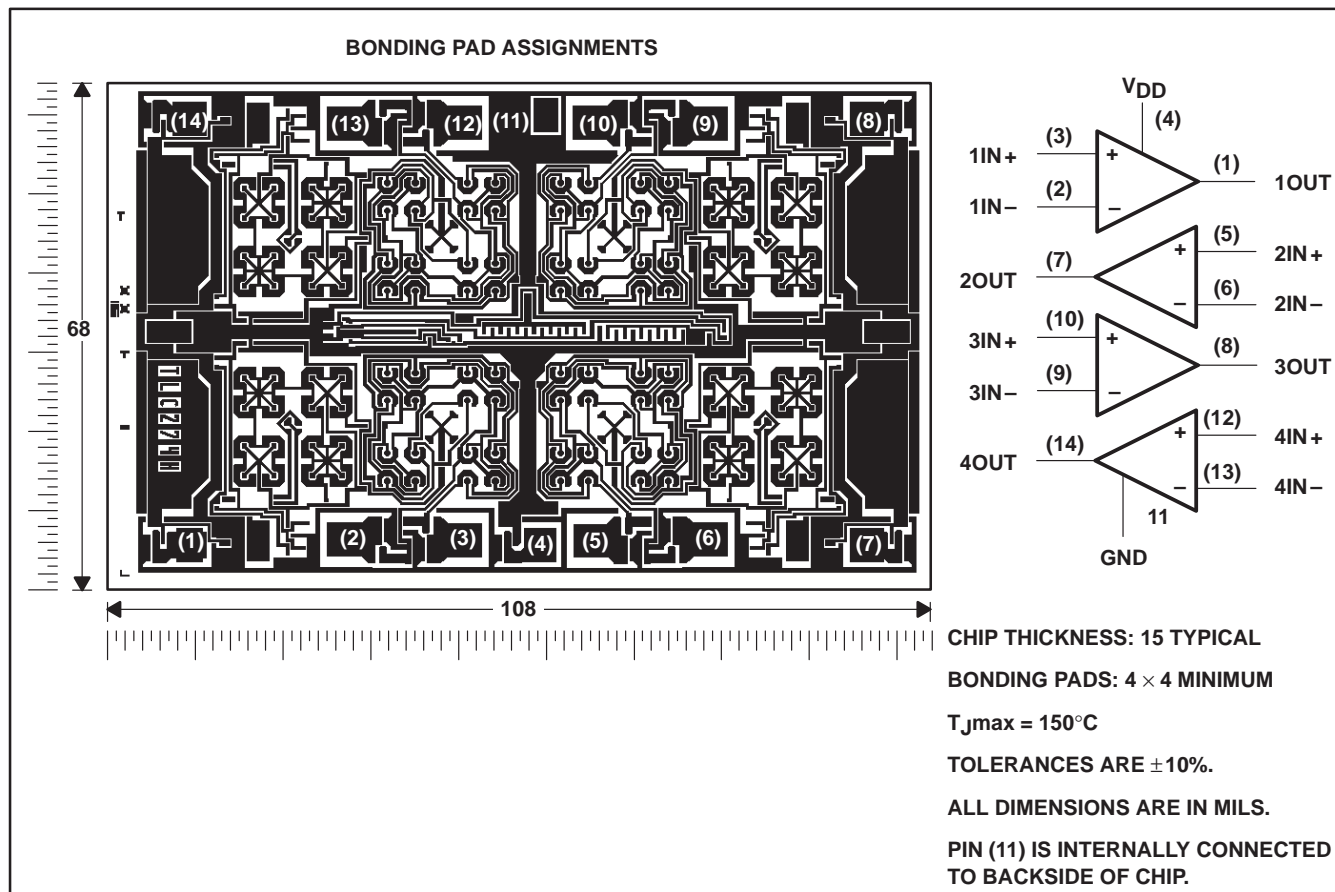 BONDING PAD ASSIGNMENTS
(14) (13) (12) (11) (10) (9) (8)
68
TLC274H
(1) (2) (3) (4) (5) (6) (7)
108
VDD
(4)
(3)
1IN+
(1)
1OUT
(2)
1IN−
(5)
2IN+
(7)
2OUT
(6)
2IN−
(10)
3IN+
(8)
3OUT
(9)
3IN−
(12)
4IN+
(14)
4OUT
(13)
4IN−
11
GND
+
−
+
−
+
−
+
−
CHIP THICKNESS: 15 TYPICAL
BONDING PADS: 4 × 4 MINIMUM
TJmax = 150°C
TOLERANCES ARE ±10%.
ALL DIMENSIONS ARE IN MILS.
PIN (11) IS INTERNALLY CONNECTED
TO BACKSIDE OF CHIP.